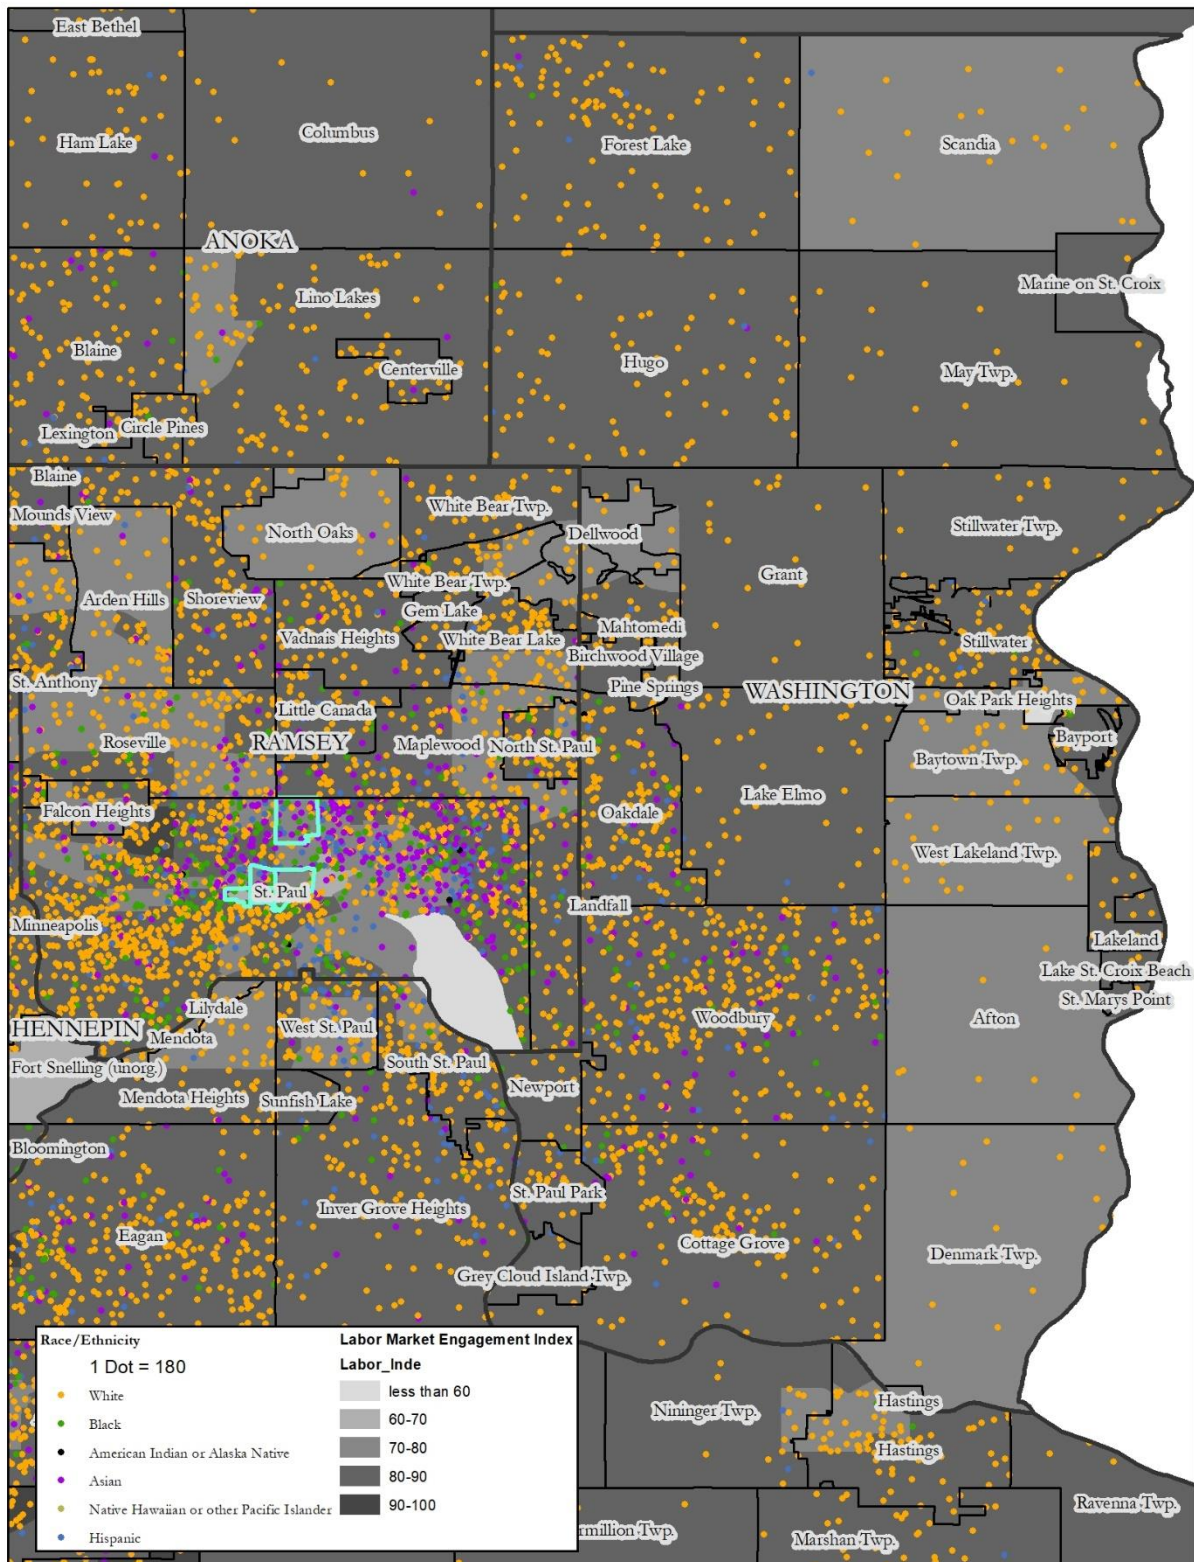 East Bethel
Ham Lake
Columbus
Forest Lake
Scandia
ANOKA
Lino Lakes
Marine on St. Croix
Blaine
Centerville
Hugo
May Twp.
Lexington
Circle Pines
Blaine
Mounds View
North Oaks
White Bear Twp.
Dellwood
Stillwater Twp.
Arden Hills
Shoreview
White Bear Twp.
Grant
Gem Lake
Vadnais Heights
White Bear Lake
Mahtomedi
Stillwater
Birchwood Village
St. Anthony
Pine Springs
WASHINGTON
Oak Park Heights
Little Canada
Roseville
RAMSEY
Maplewood
North St. Paul
Bayport
Baytown Twp.
Falcon Heights
Oakdale
Lake Elmo
West Lakeland Twp.
St. Paul
Landfall
Minneapolis
Lakeland
Lake St. Croix Beach
St. Marys Point
Lilydale
HENNEPIN
Mendota
West St. Paul
Woodbury
Afton
Fort Snelling (unorg.)
South St. Paul
Mendota Heights
Sunfish Lake
Newport
Bloomington
St. Paul Park
Inver Grove Heights
Eagan
Cottage Grove
Denmark Twp.
Grey Cloud Island Twp.
Race/Ethnicity
1 Dot = 180
White
Black
American Indian or Alaska Native
Asian
Native Hawaiian or other Pacific Islander
Hispanic
Labor Market Engagement Index
Labor_Inde
less than 60
60-70
70-80
80-90
90-100
Nininger Twp.
Hastings
Hastings
Ravenna Twp.
rmillion Twp.
Marshan Twp.